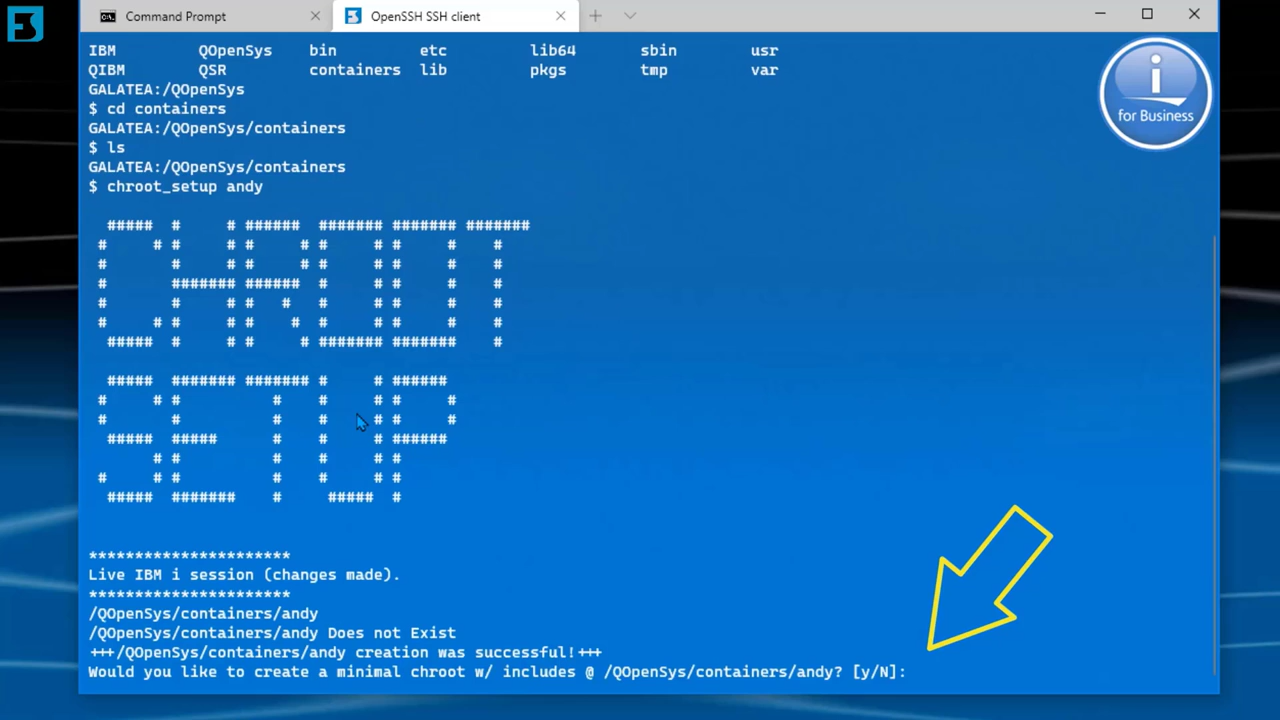 Command Prompt
OpenSSH SSH client
IBM QOpenSys bin etc lib64 sbin usr
QIBM QSR containers lib pkgs tmp var
GALATEA:/QOpenSys
$ cd containers
GALATEA:/QOpenSys/containers
$ ls
GALATEA:/QOpenSys/containers
$ chroot_setup andy
CHROOT
SETUP
**********************
Live IBM i session (changes made).
**********************
/QOpenSys/containers/andy
/QOpenSys/containers/andy Does not Exist
+++/QOpenSys/containers/andy creation was successful!+++
Would you like to create a minimal chroot w/ includes @ /QOpenSys/containers/andy? [y/N]:
i
for Business